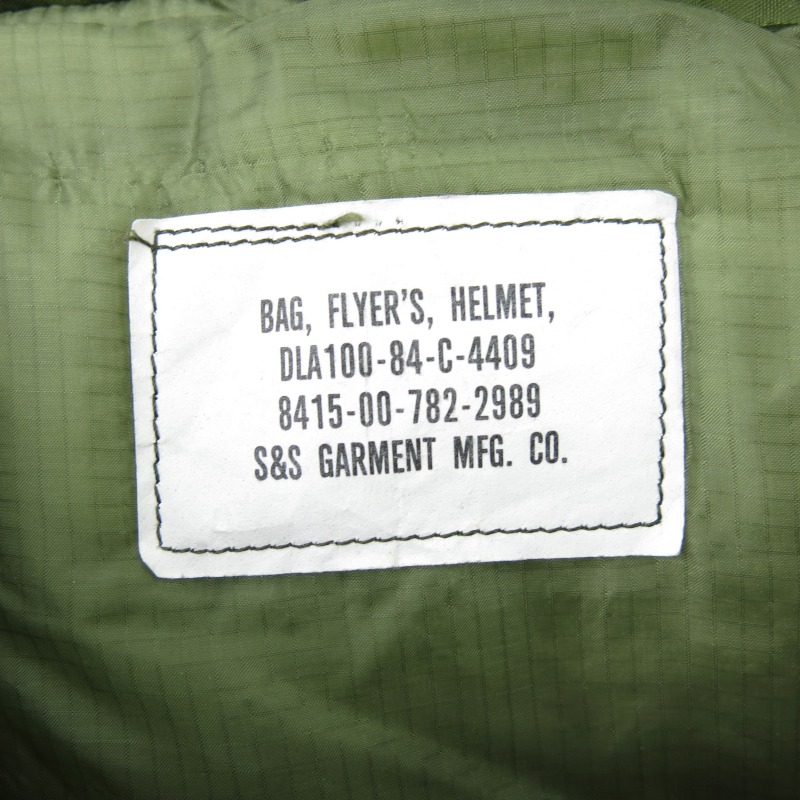 BAG, FLYER'S, HELMET,
DLA100-84-C-4409
8415-00-782-2989
S&S GARMENT MFG. CO.